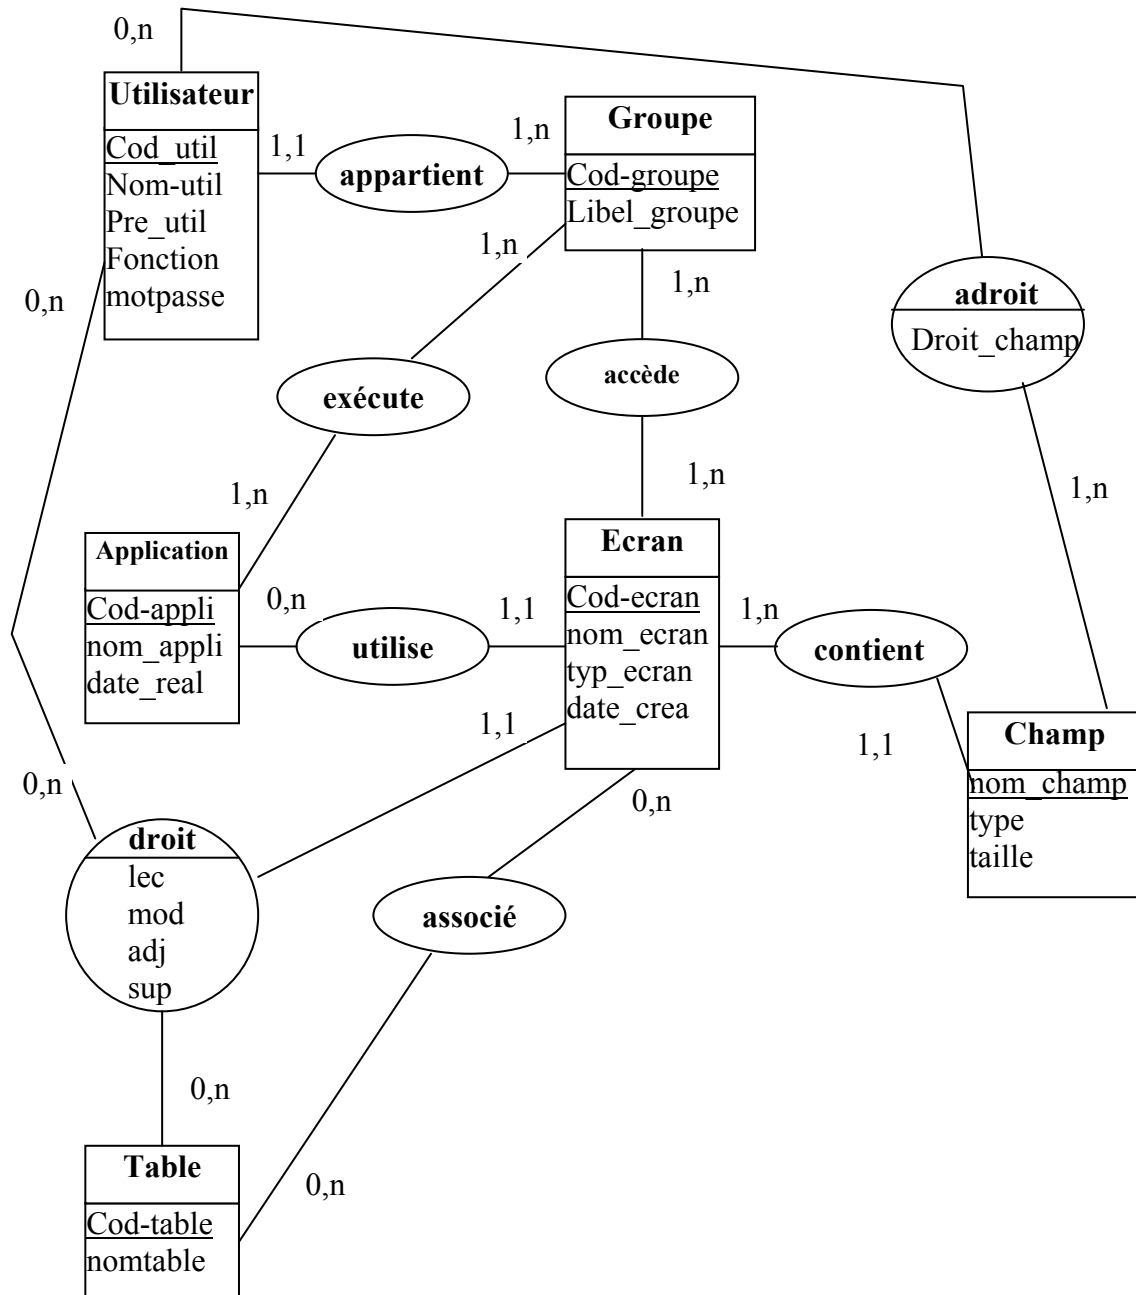 0,n
Utilisateur
Cod_util
Nom-util
Pre_util
Fonction
motpasse
1,1
appartient
1,n
Groupe
Cod-groupe
Libel_groupe
1,n
1,n
0,n
adroit
Droit_champ
exécute
accède
1,n
1,n
1,n
Application
Cod-appli
nom_appli
date_real
0,n
utilise
1,1
Ecran
Cod-ecran
nom_ecran
typ_ecran
date_crea
1,n
contient
1,1
1,1
Champ
nom_champ
type
taille
0,n
0,n
droit
lec
mod
adj
sup
associé
0,n
0,n
Table
Cod-table
nomtable